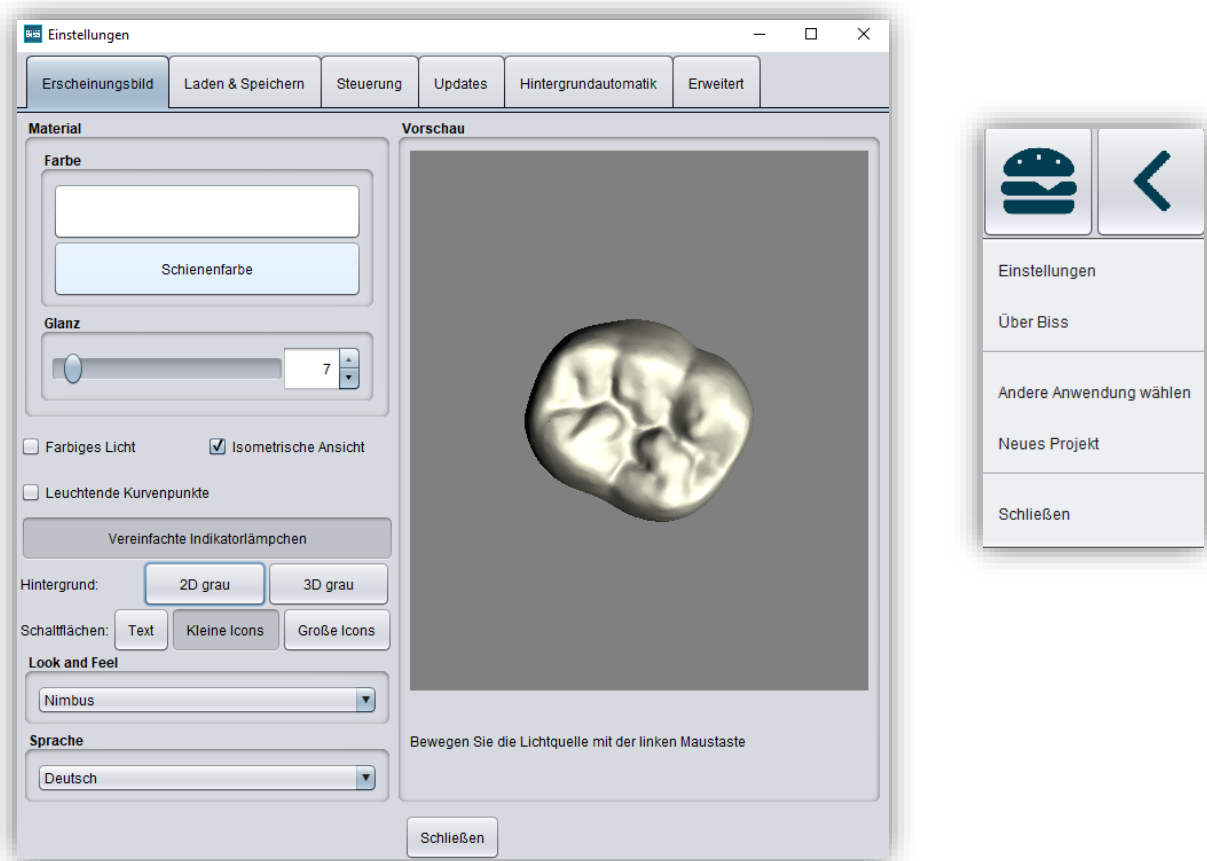 Biss Einstellungen
Erscheinungsbild Laden & Speichern Steuerung Updates Hintergrundautomatik Erweitert
Material
Farbe
Schienenfarbe
Glanz
7
Farbiges Licht Isometrische Ansicht
Leuchtende Kurvenpunkte
Vereinfachte Indikatorlämpchen
Hintergrund: 2D grau 3D grau
Schaltflächen: Text Kleine Icons Große Icons
Look and Feel
Nimbus
Sprache
Deutsch
Vorschau
Bewegen Sie die Lichtquelle mit der linken Maustaste
Schließen
Einstellungen
Über Biss
Andere Anwendung wählen
Neues Projekt
Schließen